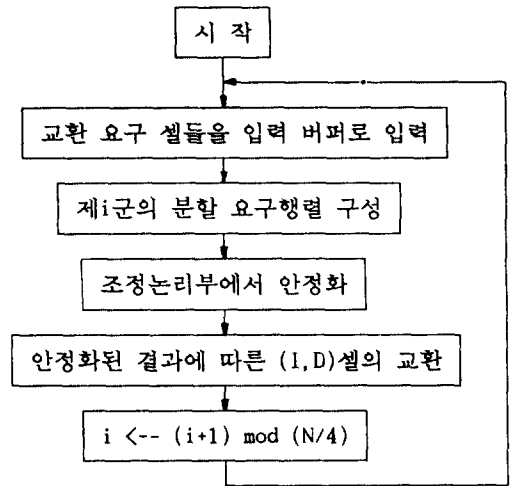 시 작
교환 요구 셀들을 입력 버퍼로 입력
제i군의 분할 요구행렬 구성
조정논리부에서 안정화
안정화된 결과에 따른 (I,D)셀의 교환
i <-- (i+1) mod (N/4)